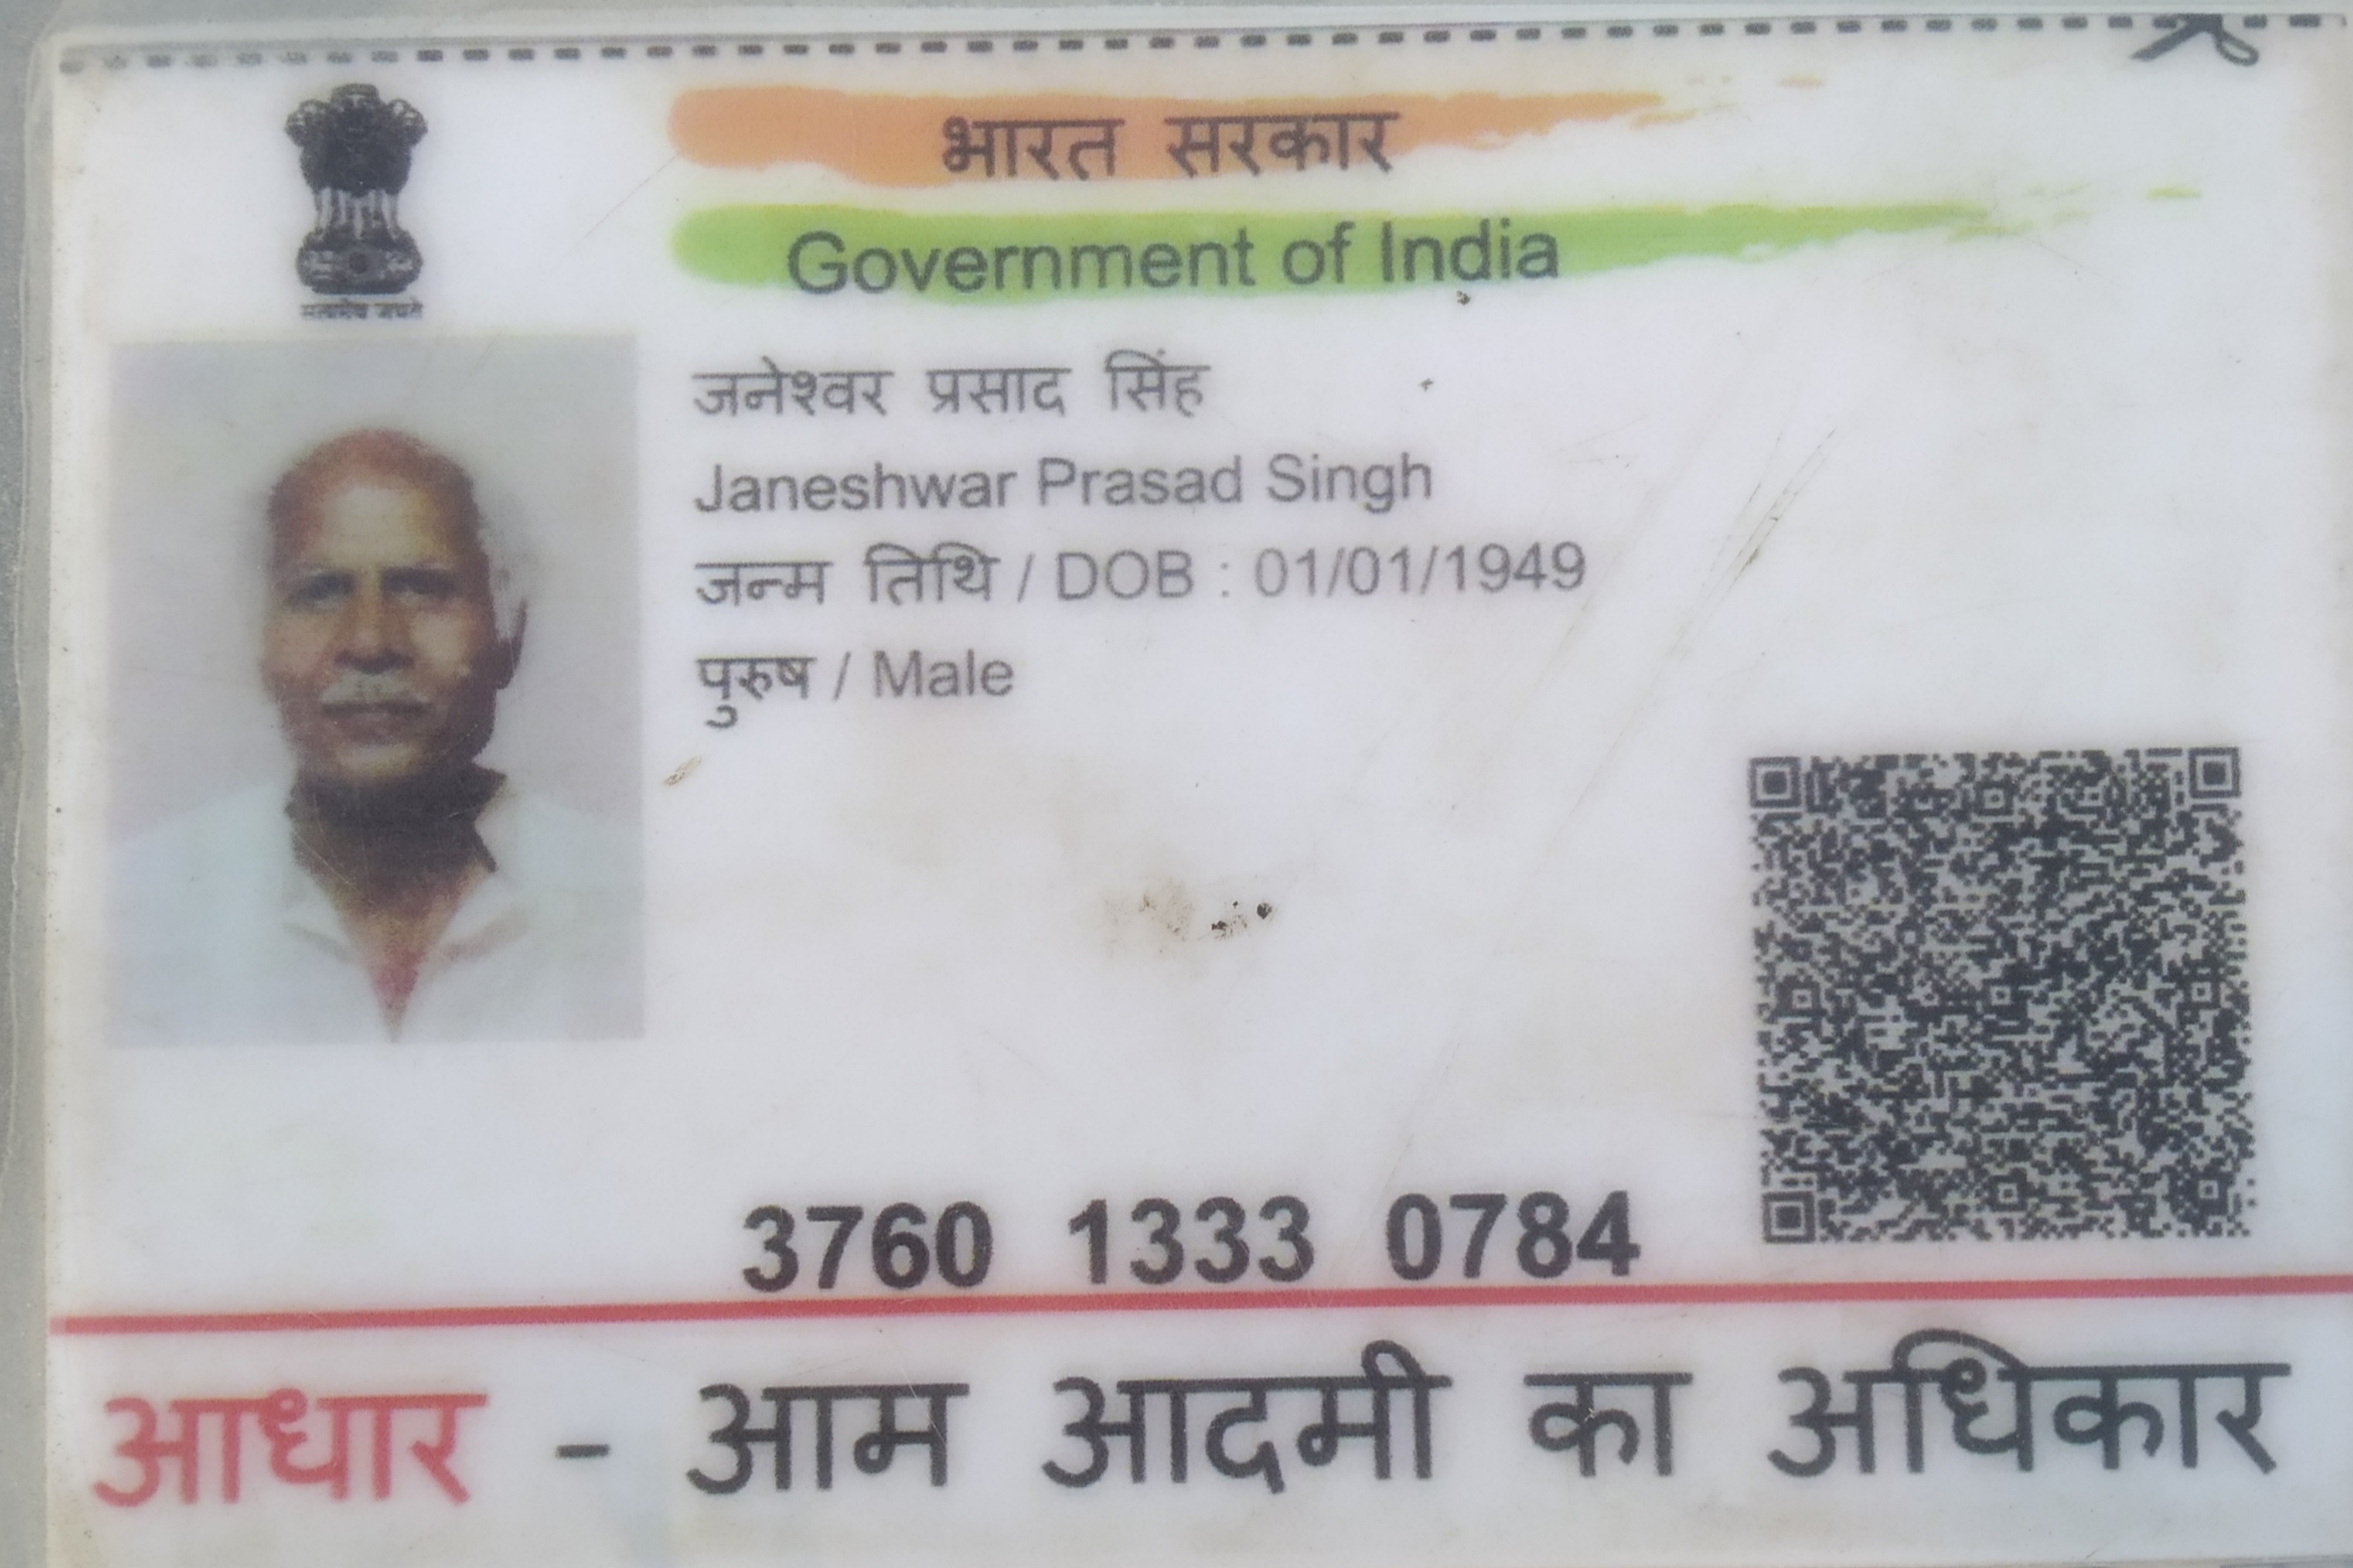 भारत सरकार
Government of India
सत्यमेव जयते
जनेश्वर प्रसाद सिंह
Janeshwar Prasad Singh
जन्म तिथि / DOB : 01/01/1949
पुरुष / Male
3760 1333 0784
आधार - आम आदमी का अधिकार